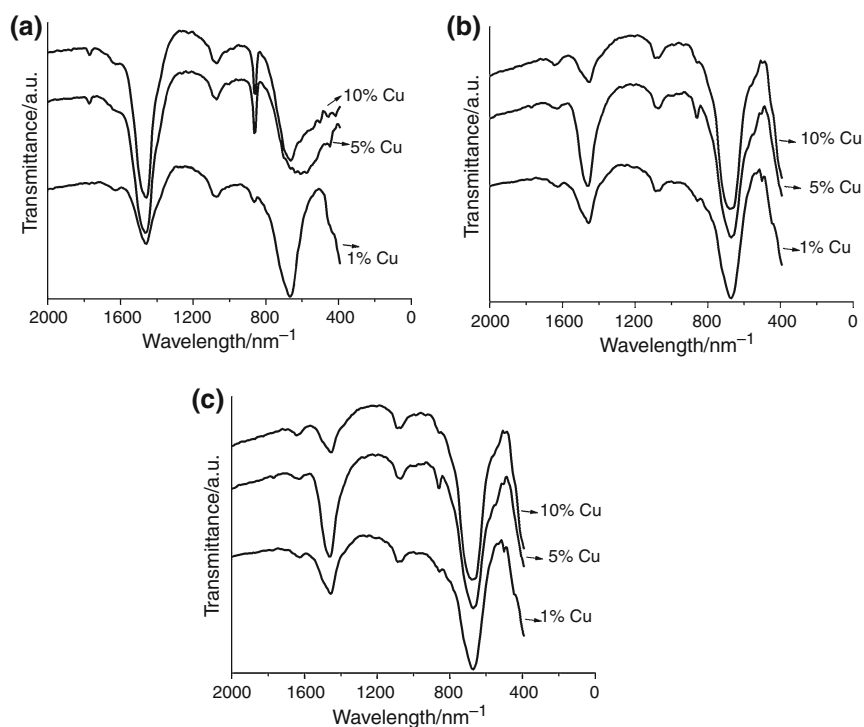 (a)
Transmittance/a.u.
10% Cu
5% Cu
1% Cu
2000 1600 1200 800 400 0
Wavelength/nm⁻¹
(b)
Transmittance/a.u.
10% Cu
5% Cu
1% Cu
2000 1600 1200 800 400 0
Wavelength/nm⁻¹
(c)
Transmittance/a.u.
10% Cu
5% Cu
1% Cu
2000 1600 1200 800 400 0
Wavelength/nm⁻¹